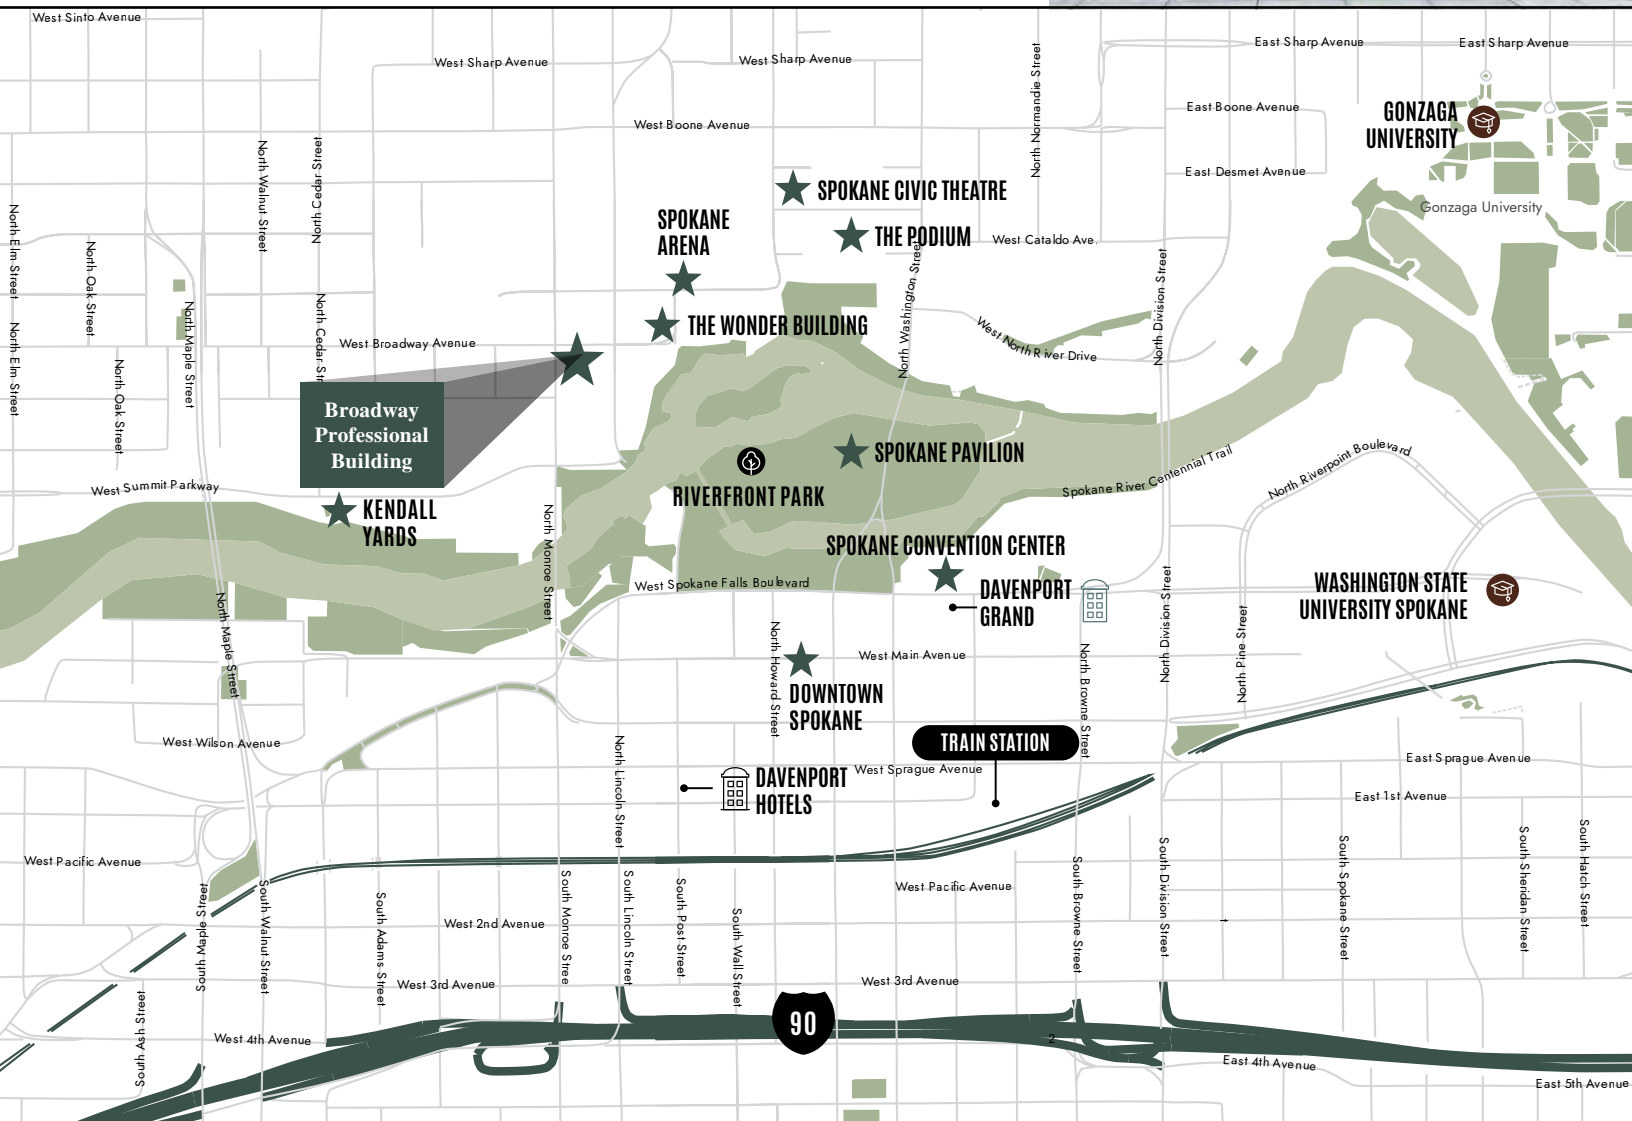 West Sinto Avenue
West Sharp Avenue
West Sharp Avenue
East Sharp Avenue
East Sharp Avenue
North Normandie Street
East Boone Avenue
GONZAGA
UNIVERSITY
West Boone Avenue
North Walnut Street
North Cedar Street
East Desmet Avenue
SPOKANE CIVIC THEATRE
Gonzaga University
North Elm Street
SPOKANE
ARENA
THE PODIUM
West Cataldo Ave.
North Oak Street
North Washington Street
North Division Street
North Maple Street
North Cedar Str
THE WONDER BUILDING
West North River Drive
North Elm Street
West Broadway Avenue
North Oak Street
Broadway
Professional
Building
SPOKANE PAVILION
RIVERFRONT PARK
Spokane River Centennial Trail
North Riverpoint Boulevard
West Summit Parkway
KENDALL
YARDS
North Monroe Street
SPOKANE CONVENTION CENTER
West Spokane Falls Boulevard
DAVENPORT
GRAND
North Division Street
WASHINGTON STATE
UNIVERSITY SPOKANE
North Maple Street
North Howard Street
West Main Avenue
North Browne Street
North Pine Street
DOWNTOWN
SPOKANE
West Wilson Avenue
North Lincoln Street
TRAIN STATION
West Sprague Avenue
East Sprague Avenue
DAVENPORT
HOTELS
East 1st Avenue
West Pacific Avenue
West Pacific Avenue
South Maple Street
South Walnut Street
South Adams Street
West 2nd Avenue
South Monroe Stree
South Lincoln Street
South Post Street
South Wall Street
South Browne Street
South Division Street
t
South Spokane Street
South Sheridan Street
South Hatch Street
West 3rd Avenue
West 3rd Avenue
South Ash Street
West 4th Avenue
90
2
East 4th Avenue
East 5th Avenue